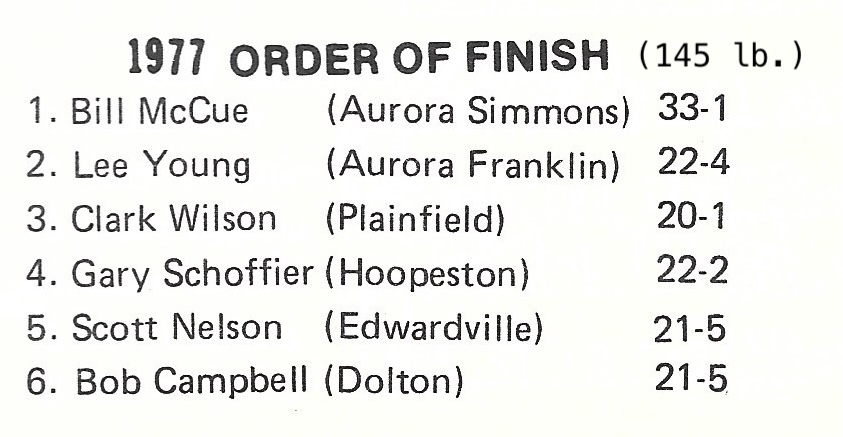 1977 ORDER OF FINISH (145 lb.)
1. Bill McCue (Aurora Simmons) 33-1
2. Lee Young (Aurora Franklin) 22-4
3. Clark Wilson (Plainfield) 20-1
4. Gary Schoffier (Hoopeston) 22-2
5. Scott Nelson (Edwardville) 21-5
6. Bob Campbell (Dolton) 21-5